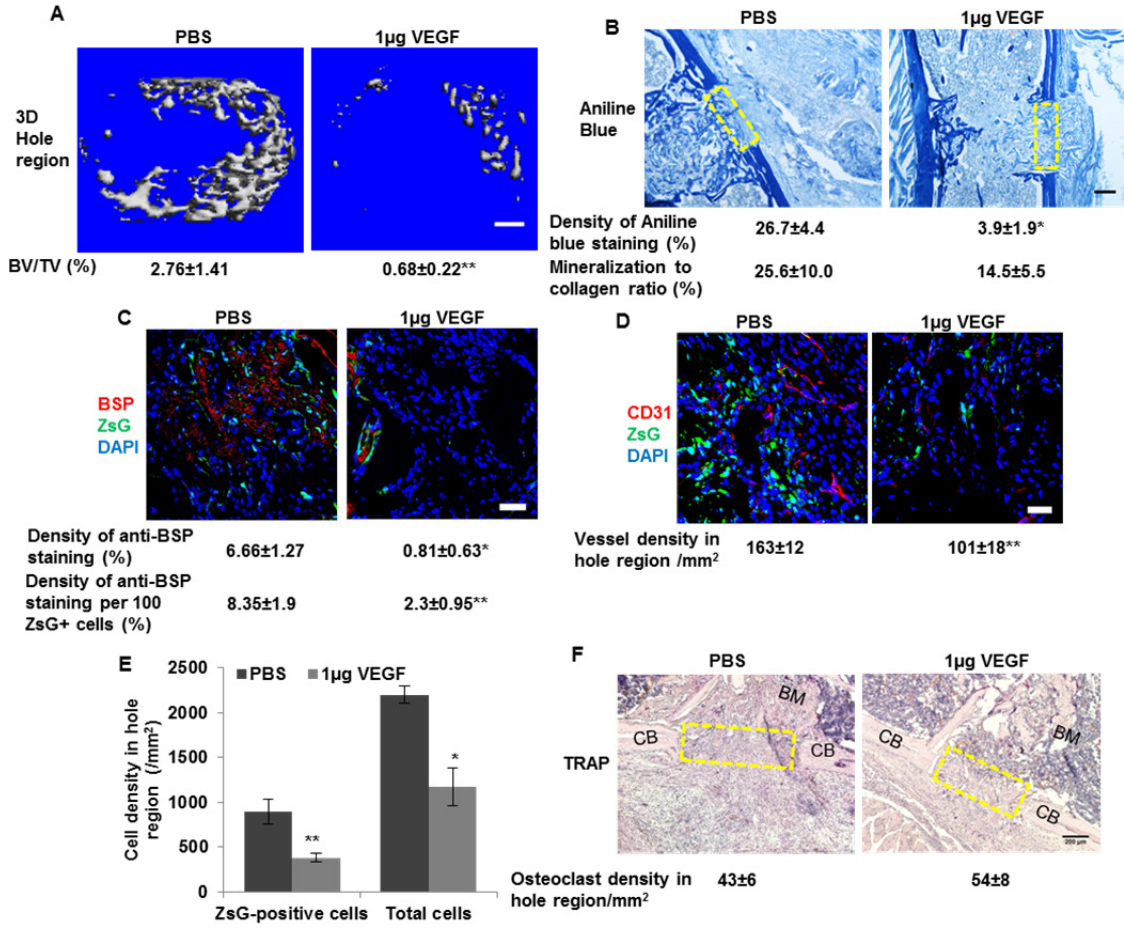 A
PBS
1µg VEGF
3D
Hole
region
BV/TV (%)
2.76±1.41
0.68±0.22**
B
PBS
1µg VEGF
Aniline
Blue
Density of Aniline
blue staining (%)
26.7±4.4
3.9±1.9*
Mineralization to
collagen ratio (%)
25.6±10.0
14.5±5.5
C
PBS
1µg VEGF
BSP
ZsG
DAPI
Density of anti-BSP
staining (%)
6.66±1.27
0.81±0.63*
Density of anti-BSP
staining per 100
ZsG+ cells (%)
8.35±1.9
2.3±0.95**
D
PBS
1µg VEGF
CD31
ZsG
DAPI
Vessel density in
hole region /mm²
163±12
101±18**
E
Cell density in hole
region (/mm²)
2500
2000
1500
1000
500
0
PBS
1µg VEGF
**
*
ZsG-positive cells
Total cells
F
PBS
1µg VEGF
TRAP
BM
CB
CB
BM
CB
CB
200 µm
Osteoclast density in
hole region/mm²
43±6
54±8